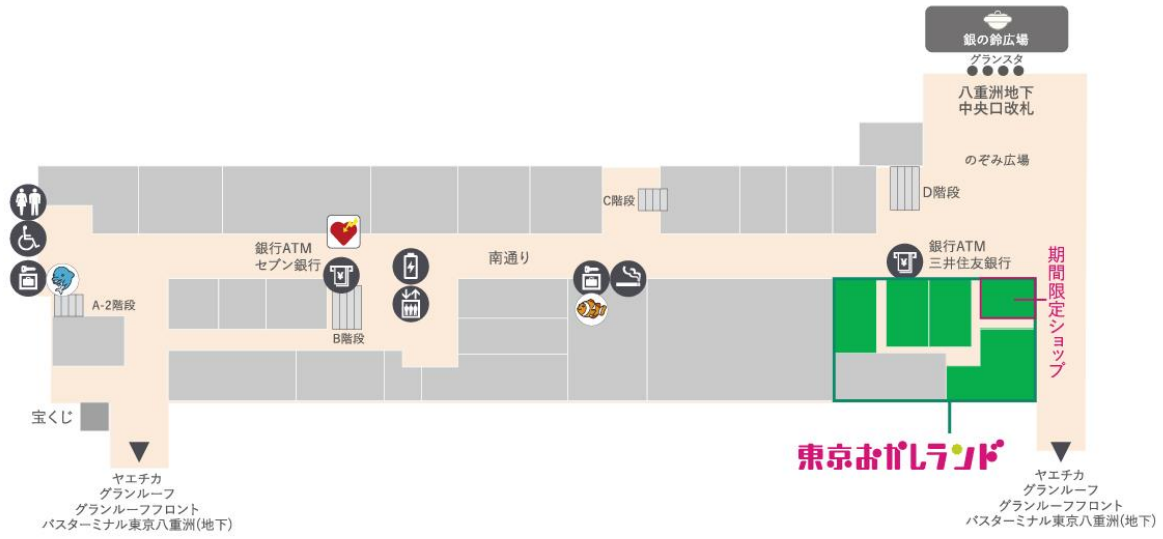 銀の鈴広場
グランスタ
八重洲地下
中央口改札
のぞみ広場
D階段
C階段
銀行ATM
セブン銀行
南通り
銀行ATM
三井住友銀行
期間限定ショップ
A-2階段
B階段
宝くじ
東京おかしランド
ヤエチカ
グランルーフ
グランルーフフロント
バスターミナル東京八重洲(地下)
ヤエチカ
グランルーフ
グランルーフフロント
バスターミナル東京八重洲(地下)